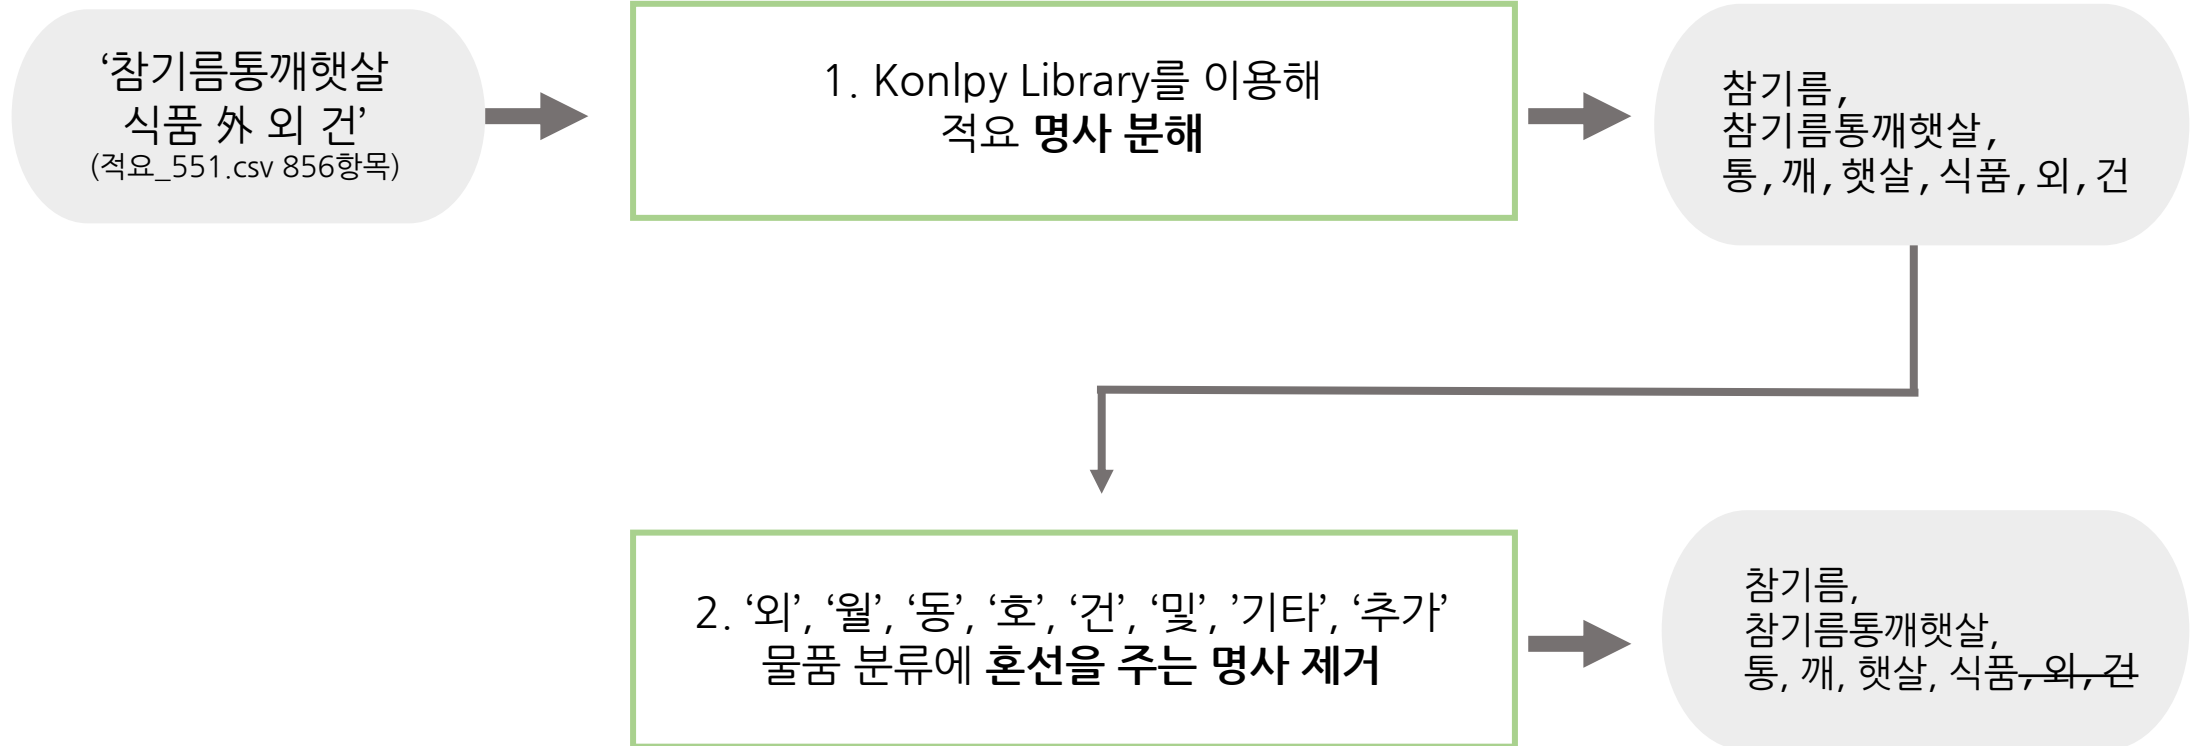 ‘참기름통깨햇살
식품 外 외 건’
(적요_551.csv 856항목)
1. Konlpy Library를 이용해
적요 명사 분해
참기름,
참기름통깨햇살,
통,깨,햇살,식품,외,건
2. ‘외’, ‘월’, ‘동’, ‘호’, ‘건’, ‘및’, ’기타’, ‘추가’
물품 분류에 혼선을 주는 명사 제거
참기름,
참기름통깨햇살,
통, 깨, 햇살, 식품, 외, 건